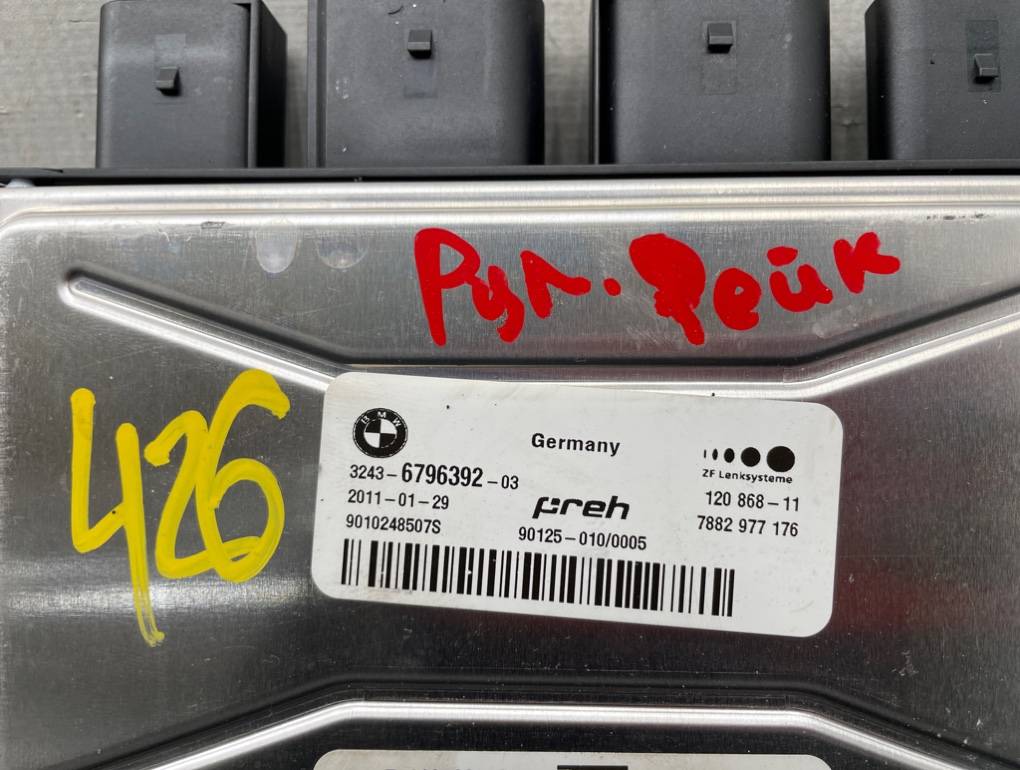 Рул. Рейк
426
BMW
Germany
ZF Lenksysteme
3243-6796392-03
2011-01-29
preh
120 868-11
9010248507S
90125-010/0005
7882 977 176